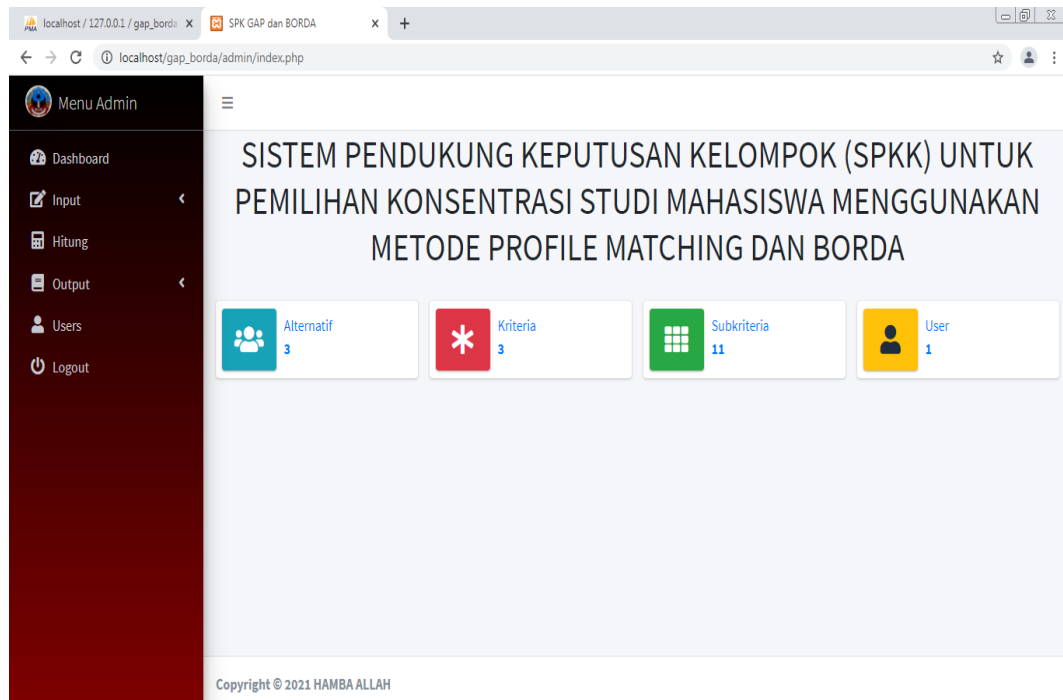 localhost / 127.0.0.1 / gap_borda
SPK GAP dan BORDA
localhost/gap_borda/admin/index.php
Menu Admin
Dashboard
Input
Hitung
Output
Users
Logout
SISTEM PENDUKUNG KEPUTUSAN KELOMPOK (SPKK) UNTUK
PEMILIHAN KONSENTRASI STUDI MAHASISWA MENGGUNAKAN
METODE PROFILE MATCHING DAN BORDA
Alternatif
3
Kriteria
3
Subkriteria
11
User
1
Copyright © 2021 HAMBA ALLAH